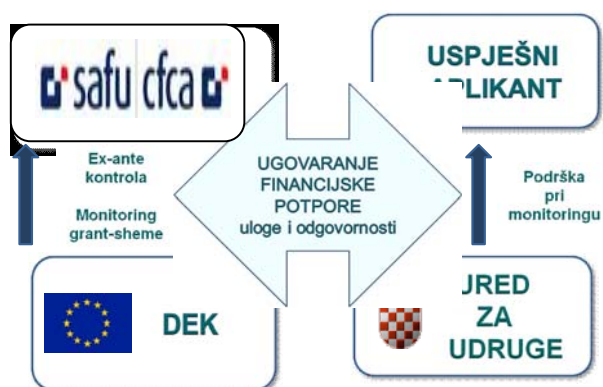 safu cfca
USPJEŠNI
PLIKANT
Ex-ante
kontrola
Monitoring
grant-sheme
UGOVARANJE
FINANCIJSKE
POTPORE
uloge i odgovornosti
Podrška
pri
monitoringu
DEK
URED
ZA
UDRUGE